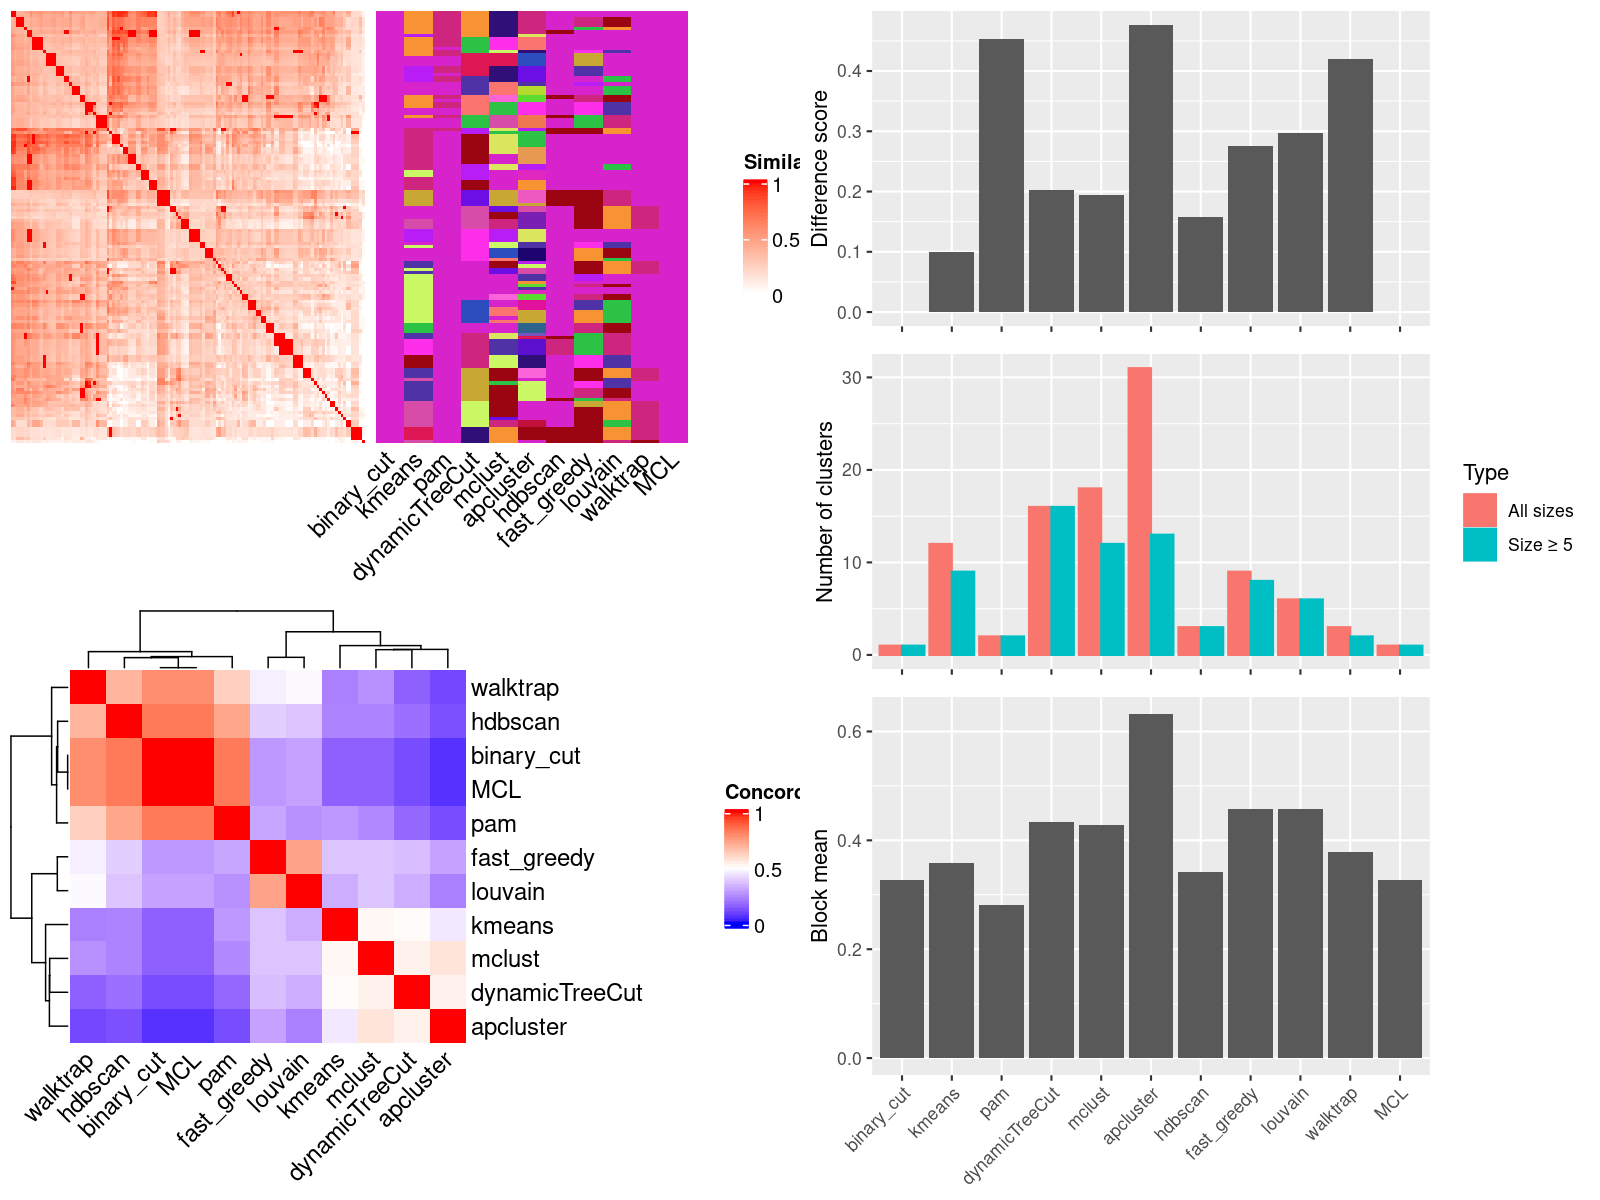 Simila
1
0.5
0
binary_cut
kmeans
pam
dynamicTreeCut
mclust
apcluster
hdbscan
fast_greedy
louvain
walktrap
MCL
walktrap
hdbscan
binary_cut
MCL
pam
fast_greedy
louvain
kmeans
mclust
dynamicTreeCut
apcluster
Concord
1
0.5
0
walktrap
hdbscan
binary_cut
MCL
pam
fast_greedy
louvain
kmeans
mclust
dynamicTreeCut
apcluster
Difference score
0.4
0.3
0.2
0.1
0.0
Number of clusters
30
20
10
0
Type
All sizes
Size ≥ 5
Block mean
0.6
0.4
0.2
0.0
binary_cut
kmeans
pam
dynamicTreeCut
mclust
apcluster
hdbscan
fast_greedy
louvain
walktrap
MCL